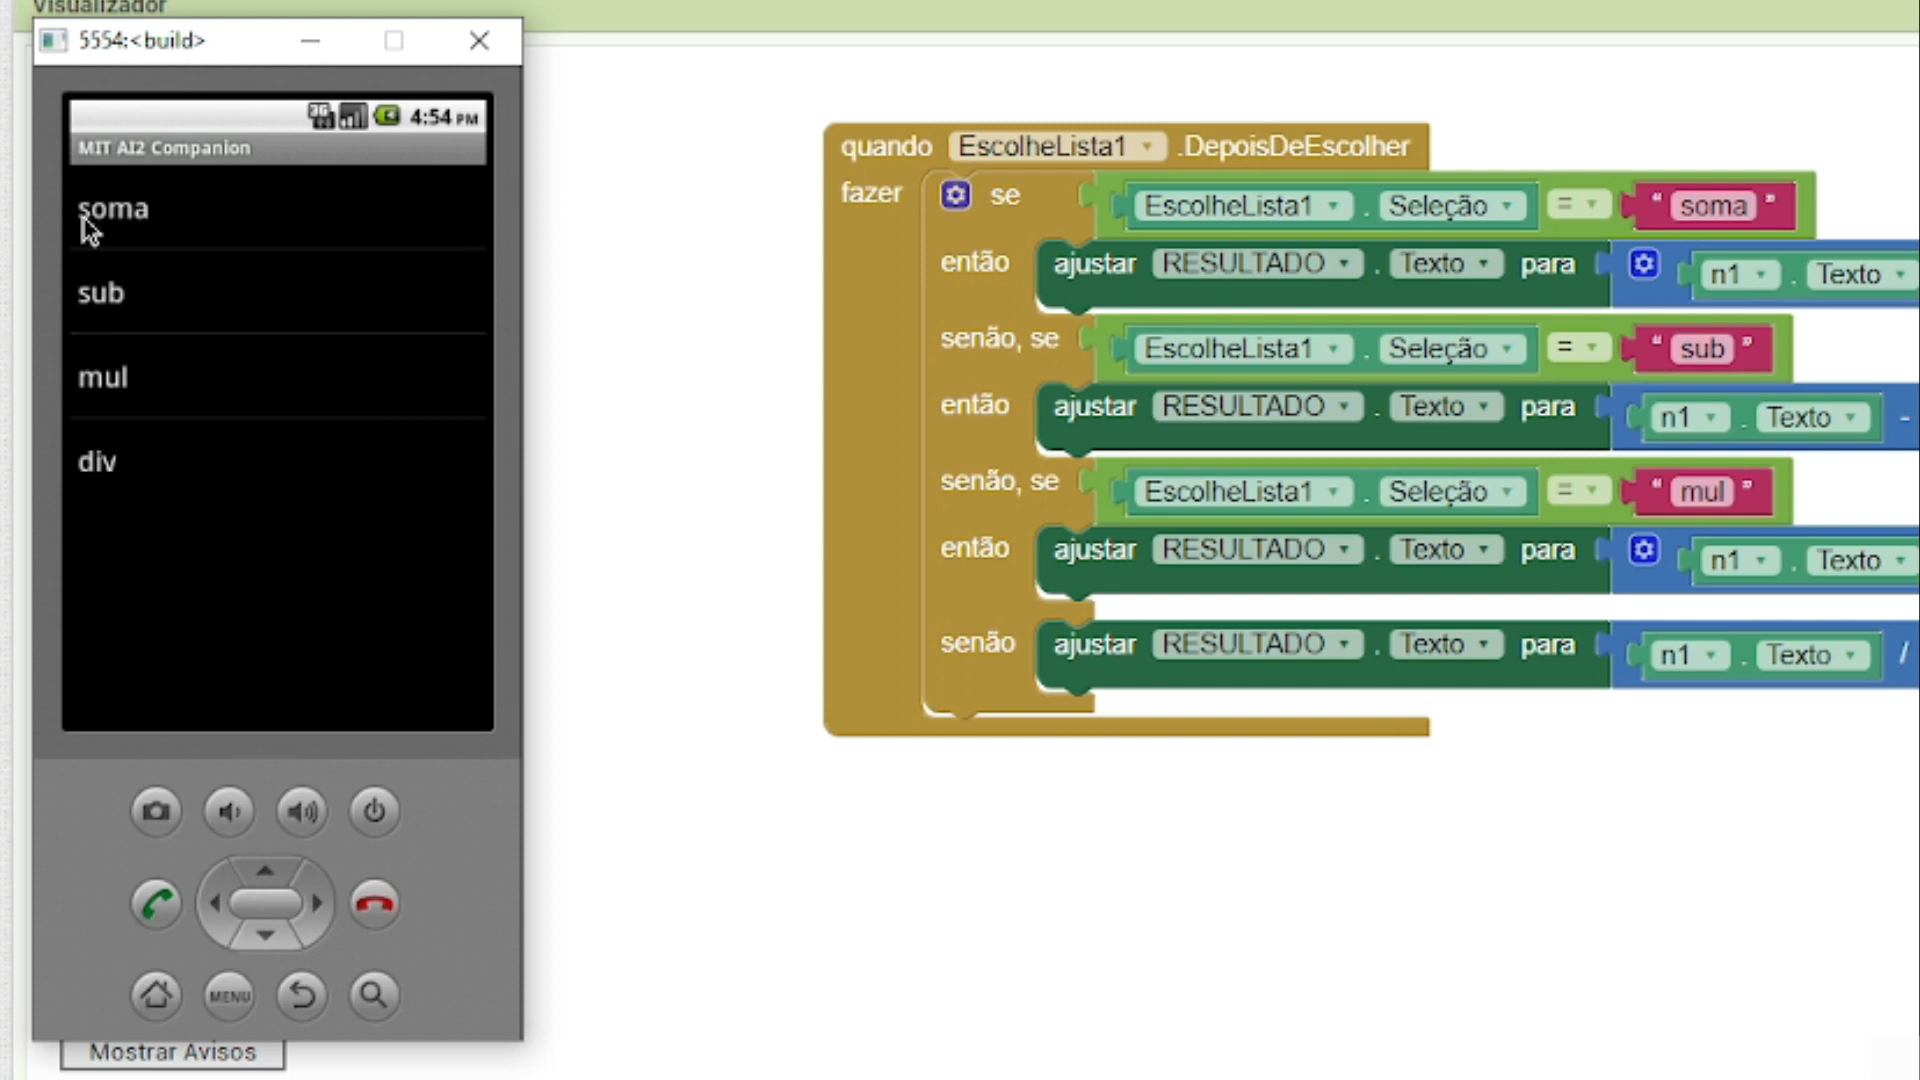 Visualizador
5554:<build>
4:54 PM
MIT AI2 Companion
soma
sub
mul
div
MENU
Mostrar Avisos
quando EscolheLista1 .DepoisDeEscolher
fazer se EscolheLista1 . Seleção = “ soma ”
então ajustar RESULTADO . Texto para n1 . Texto
senão, se EscolheLista1 . Seleção = “ sub ”
então ajustar RESULTADO . Texto para n1 . Texto -
senão, se EscolheLista1 . Seleção = “ mul ”
então ajustar RESULTADO . Texto para n1 . Texto
senão ajustar RESULTADO . Texto para n1 . Texto /